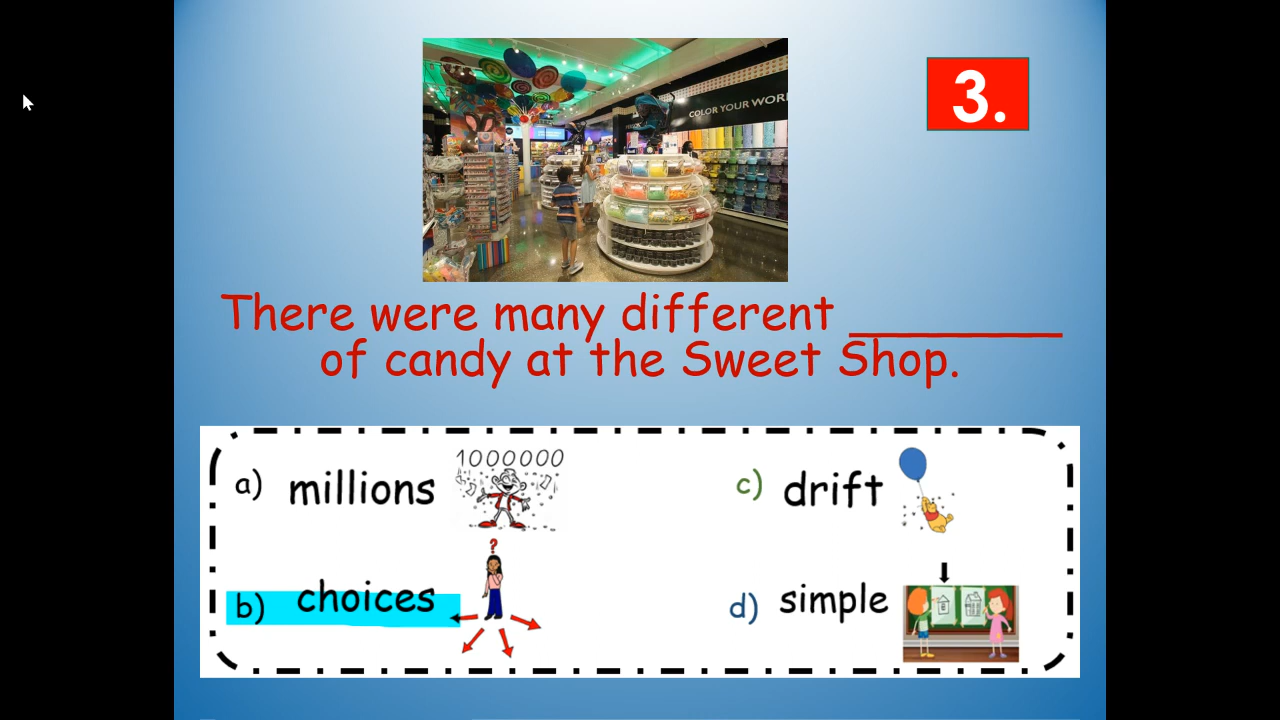 COLOR YOUR WORL
3.
There were many different ________
of candy at the Sweet Shop.
a) millions
1000000
c) drift
?
b) choices
d) simple